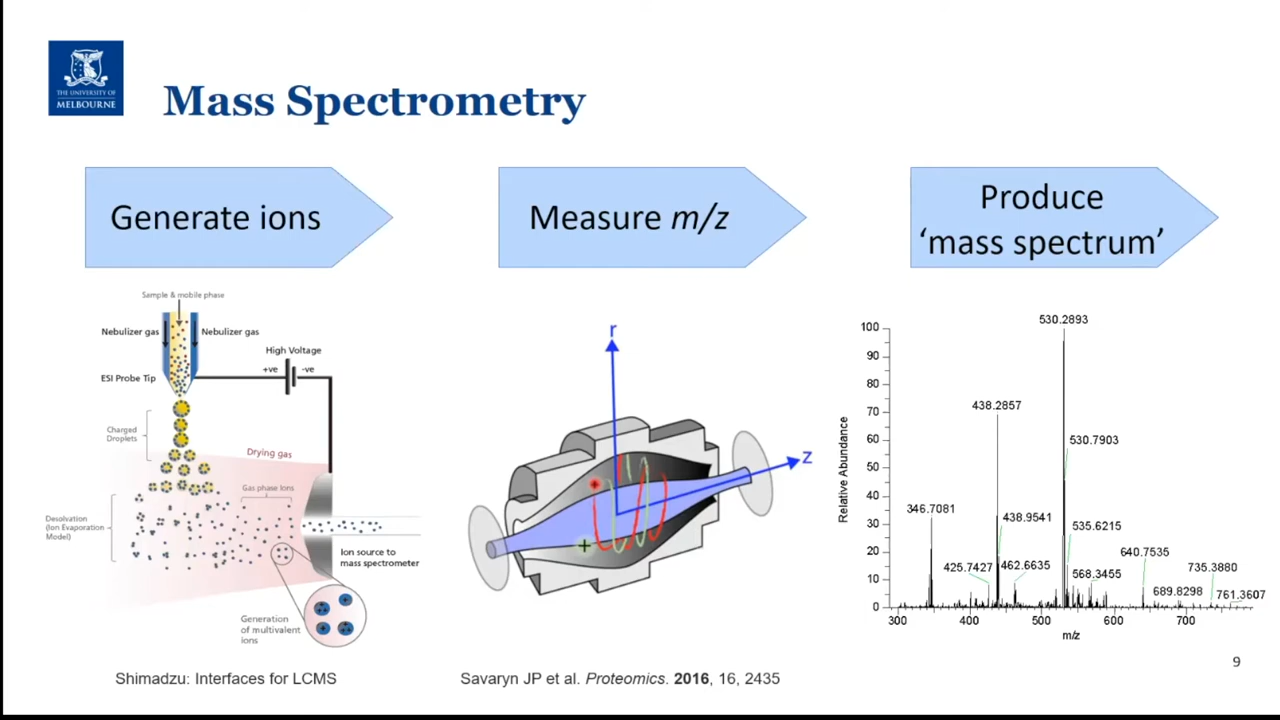 THE UNIVERSITY OF
MELBOURNE
Mass Spectrometry
Generate ions
Measure m/z
Produce
‘mass spectrum’
Sample & mobile phase
Nebulizer gas
Nebulizer gas
High Voltage
+ve
-ve
ESI Probe Tip
Charged
Droplets
Drying gas
Gas phase Ions
Desolvation
(Ion Evaporation
Model)
Ion source to
mass spectrometer
Generation
of multivalent
ions
Shimadzu: Interfaces for LCMS
r
z
+
+
Savaryn JP et al. Proteomics. 2016, 16, 2435
530.2893
100
90
80
438.2857
70
530.7903
60
50
40
346.7081
438.9541
535.6215
30
640.7535
20
425.7427
462.6635
568.3455
735.3880
10
689.8298
761.3607
0
Relative Abundance
300
400
500
600
700
m/z
9